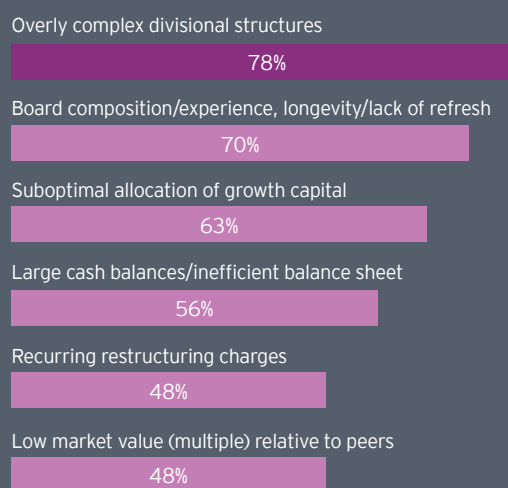 Overly complex divisional structures
78%
Board composition/experience, longevity/lack of refresh
70%
Suboptimal allocation of growth capital
63%
Large cash balances/inefficient balance sheet
56%
Recurring restructuring charges
48%
Low market value (multiple) relative to peers
48%